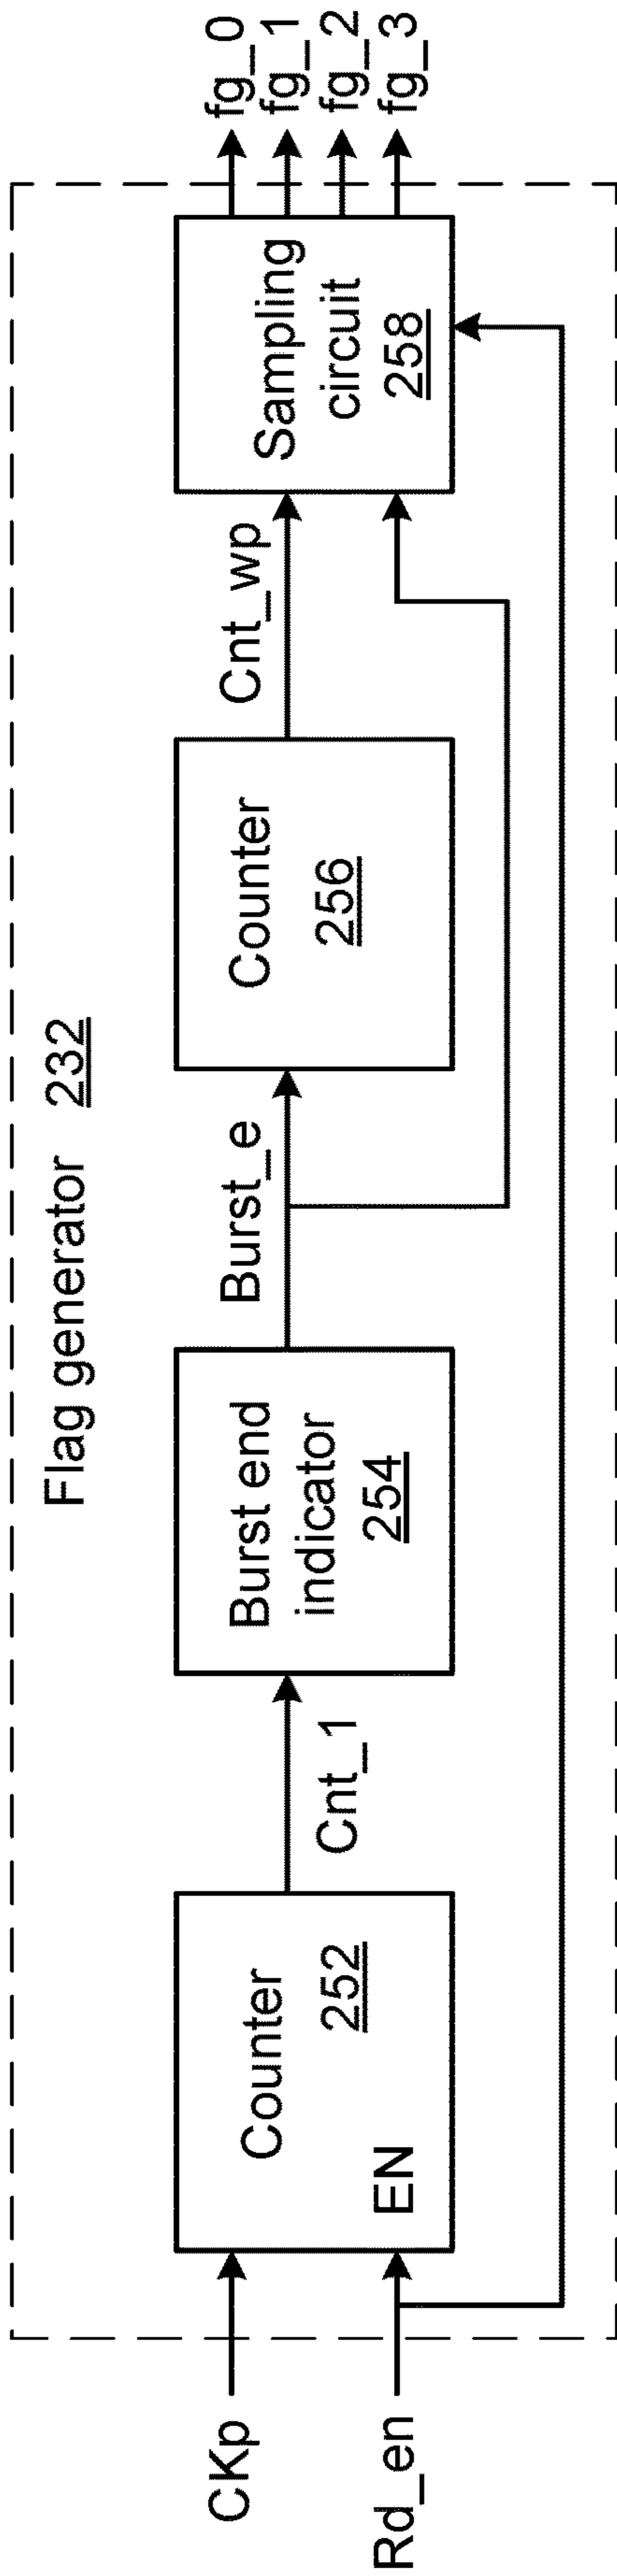 Flag generator 232
CKp
Rd_en
Counter
252
EN
Cnt_1
Burst end
indicator
254
Burst_e
Counter
256
Cnt_wp
Sampling
circuit
258
fg_0
fg_1
fg_2
fg_3